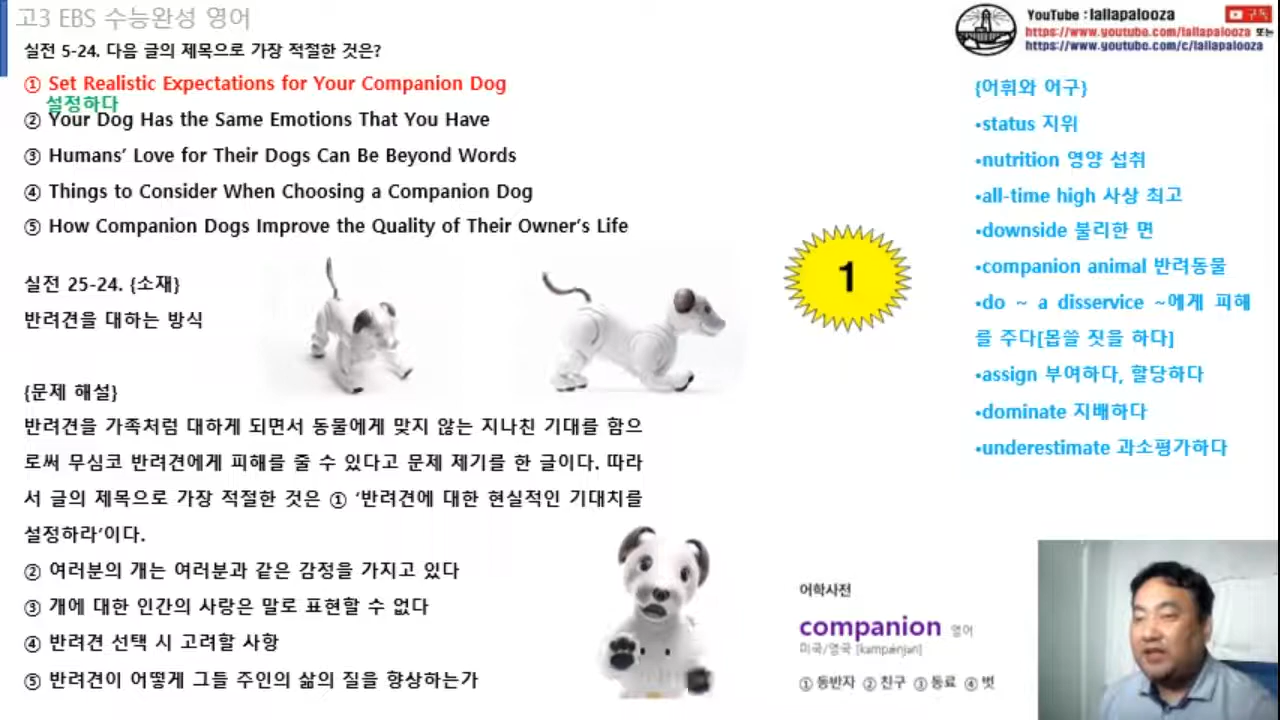 고3 EBS 수능완성 영어
실전 5-24. 다음 글의 제목으로 가장 적절한 것은?
① Set Realistic Expectations for Your Companion Dog
설정하다
② Your Dog Has the Same Emotions That You Have
③ Humans’ Love for Their Dogs Can Be Beyond Words
④ Things to Consider When Choosing a Companion Dog
⑤ How Companion Dogs Improve the Quality of Their Owner’s Life
실전 25-24. {소재}
반려견을 대하는 방식
{문제 해설}
반려견을 가족처럼 대하게 되면서 동물에게 맞지 않는 지나친 기대를 함으
로써 무심코 반려견에게 피해를 줄 수 있다고 문제 제기를 한 글이다. 따라
서 글의 제목으로 가장 적절한 것은 ① ‘반려견에 대한 현실적인 기대치를
설정하라’이다.
② 여러분의 개는 여러분과 같은 감정을 가지고 있다
③ 개에 대한 인간의 사랑은 말로 표현할 수 없다
④ 반려견 선택 시 고려할 사항
⑤ 반려견이 어떻게 그들 주인의 삶의 질을 향상하는가
1
YouTube : lallapalooza
구독
https://www.youtube.com/lallapalooza 또는
https://www.youtube.com/c/lallapalooza
{어휘와 어구}
•status 지위
•nutrition 영양 섭취
•all-time high 사상 최고
•downside 불리한 면
•companion animal 반려동물
•do ~ a disservice ~에게 피해
를 주다[몹쓸 짓을 하다]
•assign 부여하다, 할당하다
•dominate 지배하다
•underestimate 과소평가하다
어학사전
companion 영어
미국/영국 [kəmpǽnjən]
① 동반자 ② 친구 ③ 동료 ④ 벗